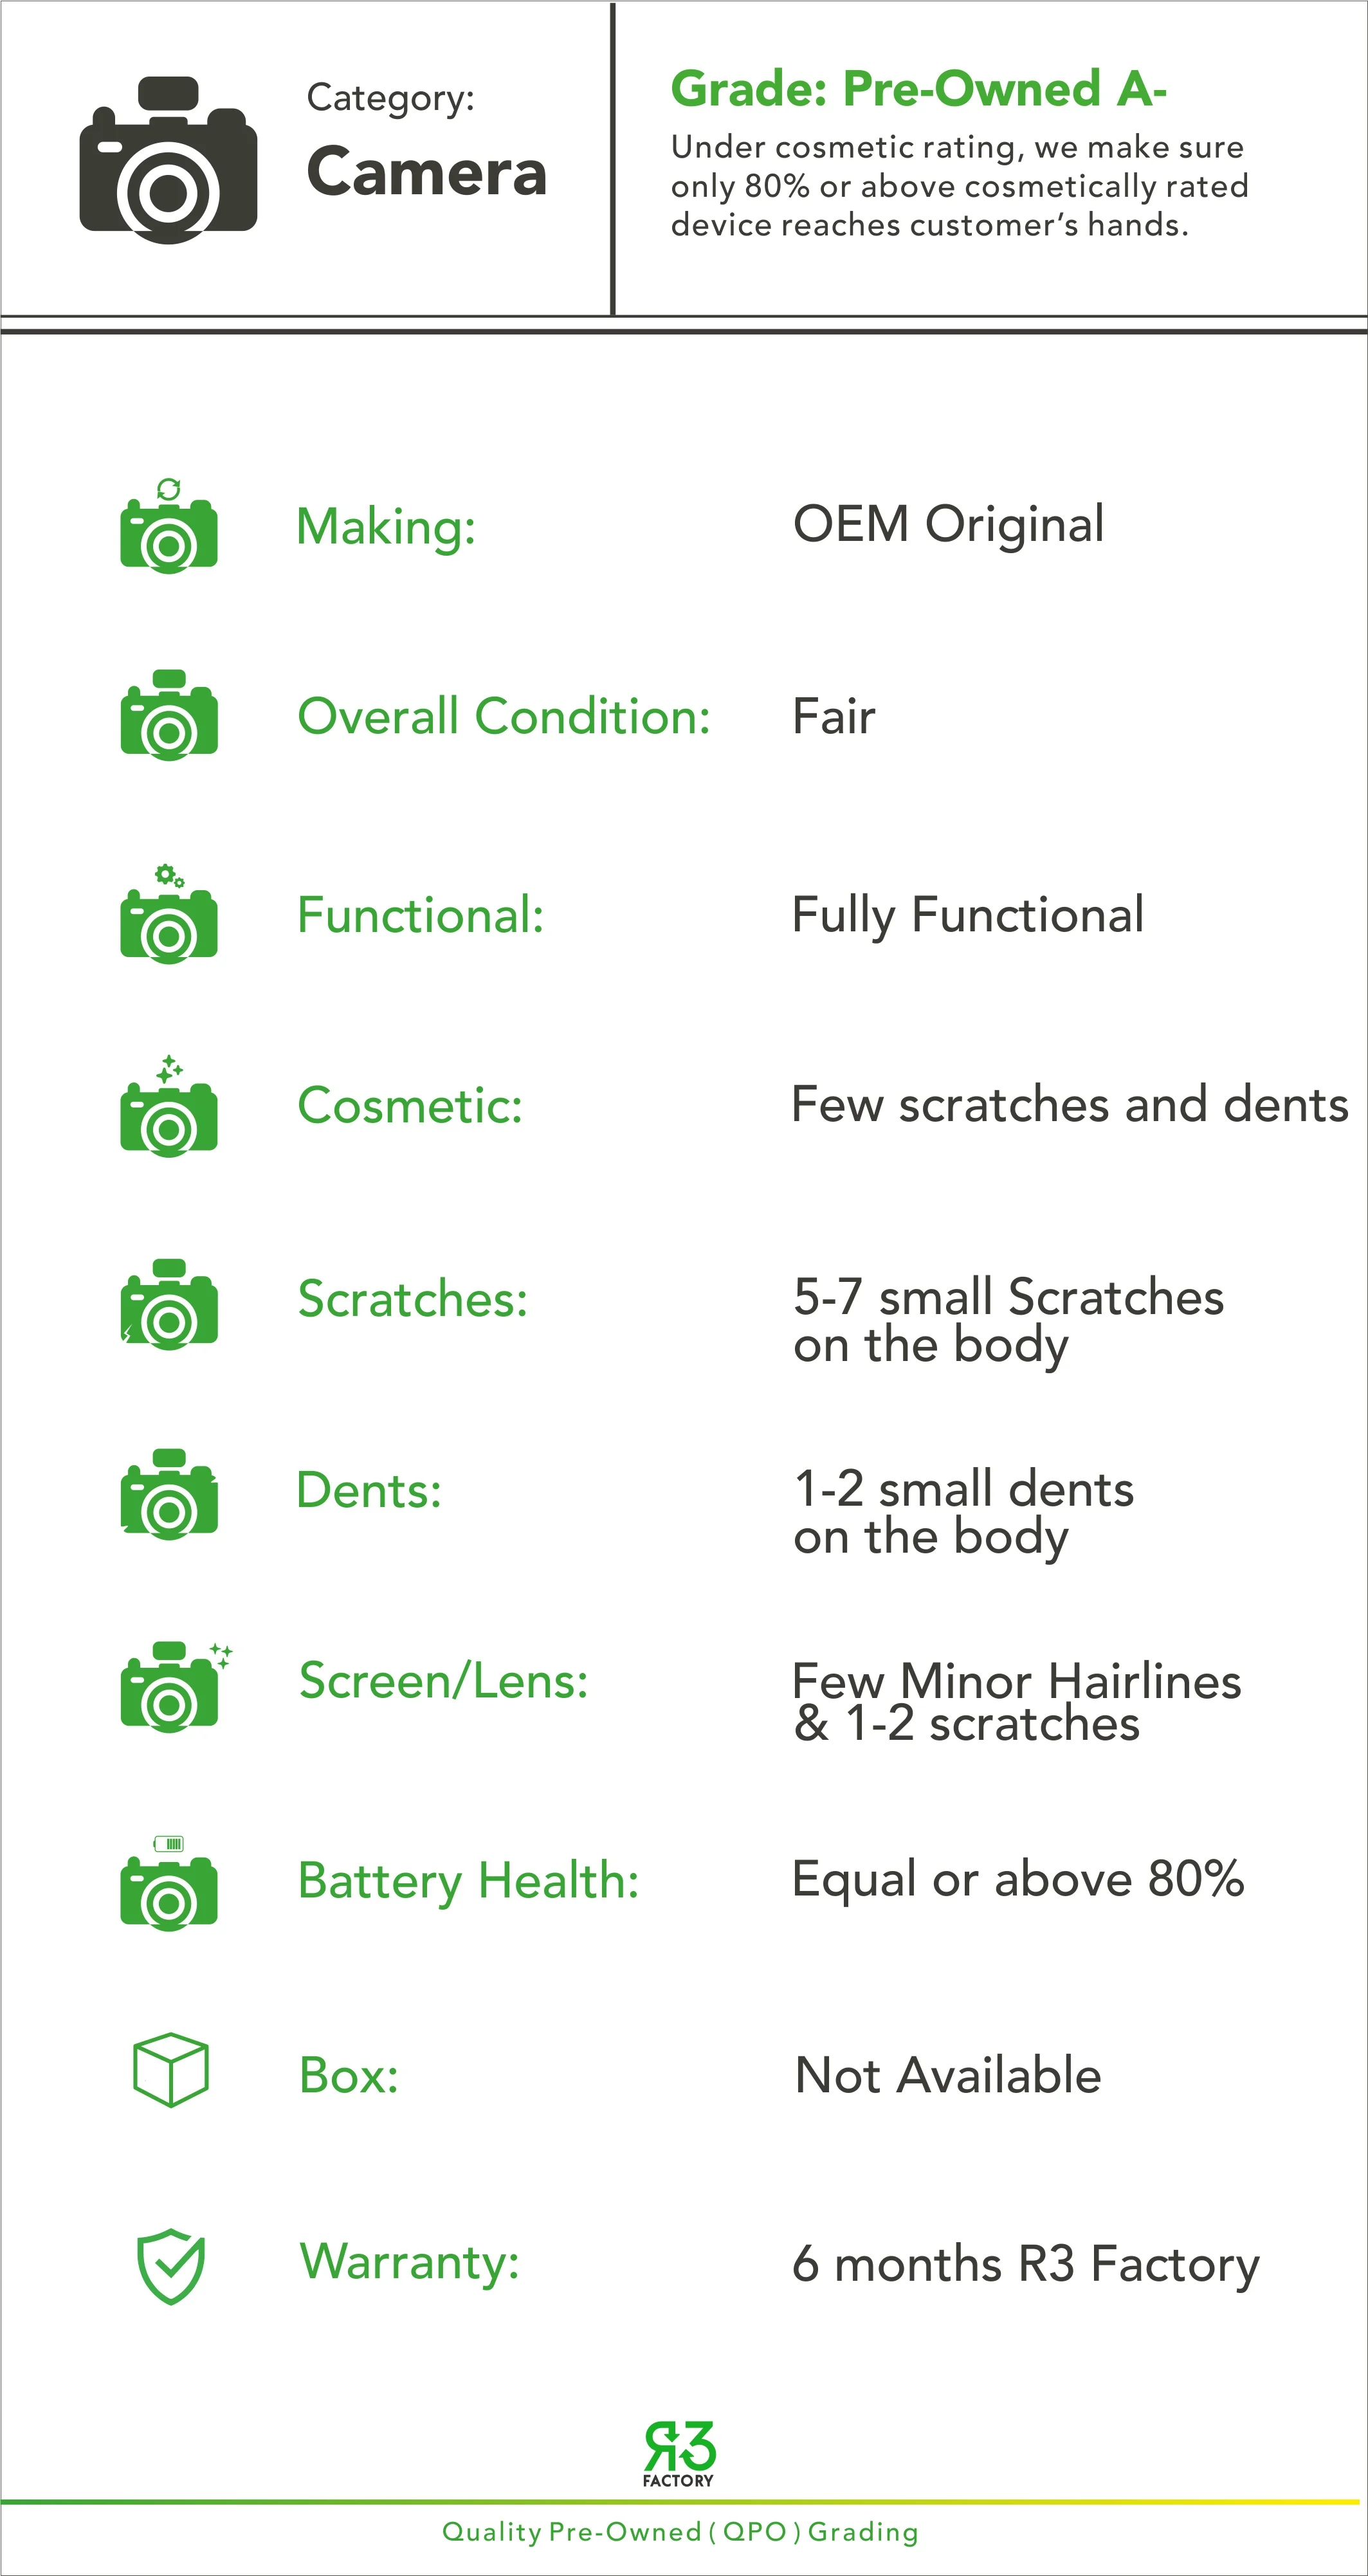 Category:
Camera
Grade: Pre-Owned A-
Under cosmetic rating, we make sure
only 80% or above cosmetically rated
device reaches customer’s hands.
Making: OEM Original
Overall Condition: Fair
Functional: Fully Functional
Cosmetic: Few scratches and dents
Scratches: 5-7 small Scratches
on the body
Dents: 1-2 small dents
on the body
Screen/Lens: Few Minor Hairlines
& 1-2 scratches
Battery Health: Equal or above 80%
Box: Not Available
Warranty: 6 months R3 Factory
R3
FACTORY
Quality Pre-Owned ( QPO ) Grading